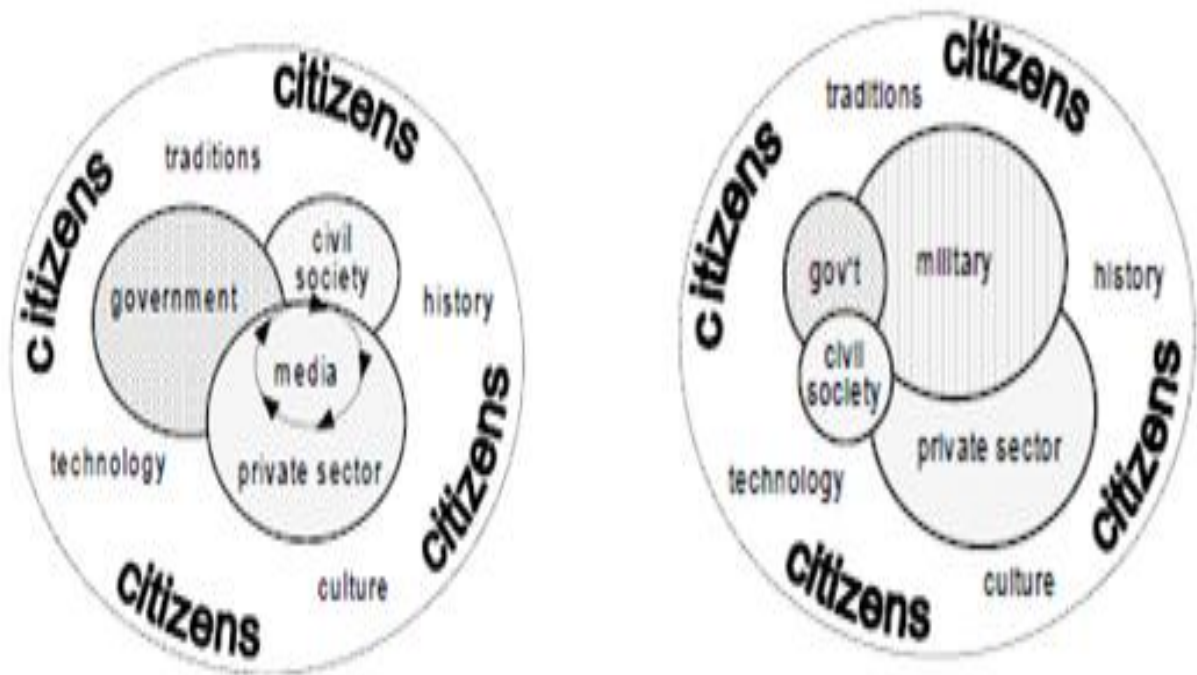 citizens
citizens
traditions
civil
society
government
history
media
technology
private sector
citizens
culture
citizens
citizens
traditions
citizens
gov't
military
history
civil
society
private sector
technology
citizens
culture
citizens